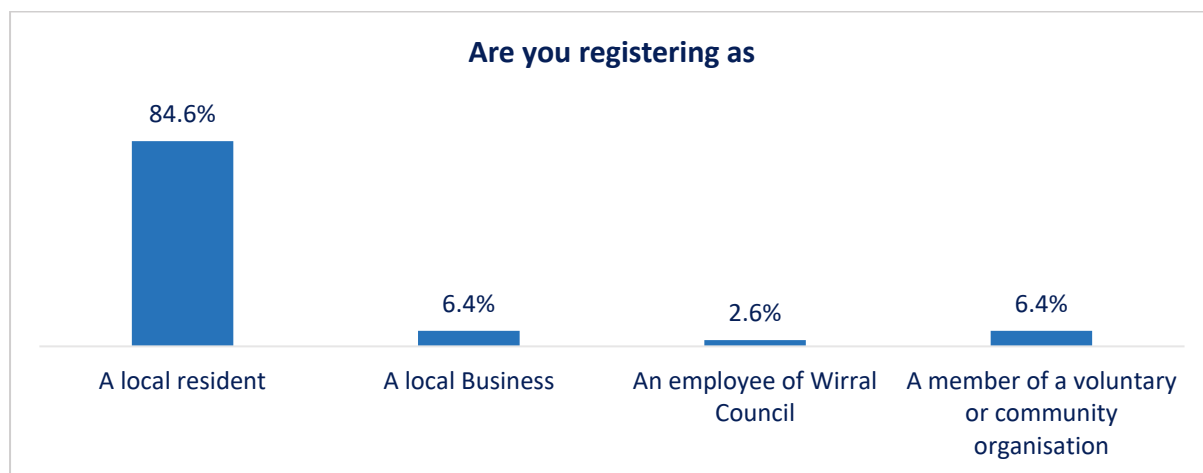 Are you registering as
84.6%
6.4%
2.6%
6.4%
A local resident
A local Business
An employee of Wirral
Council
A member of a voluntary
or community
organisation